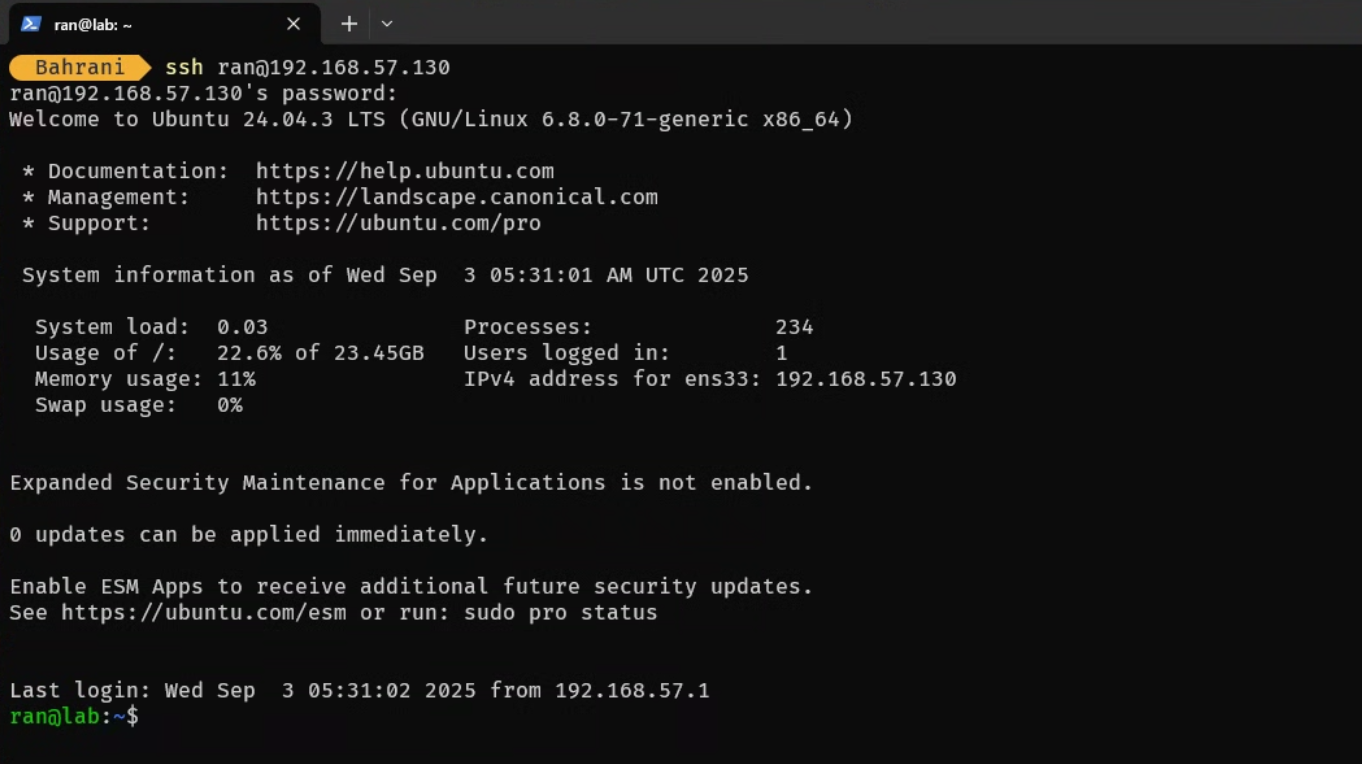 ran@lab: ~
Bahrani ssh ran@192.168.57.130
ran@192.168.57.130's password:
Welcome to Ubuntu 24.04.3 LTS (GNU/Linux 6.8.0-71-generic x86_64)
* Documentation:  https://help.ubuntu.com
* Management:     https://landscape.canonical.com
* Support:        https://ubuntu.com/pro
System information as of Wed Sep  3 05:31:01 AM UTC 2025
System load:  0.03               Processes:              234
Usage of /:   22.6% of 23.45GB   Users logged in:        1
Memory usage: 11%                IPv4 address for ens33: 192.168.57.130
Swap usage:   0%
Expanded Security Maintenance for Applications is not enabled.
0 updates can be applied immediately.
Enable ESM Apps to receive additional future security updates.
See https://ubuntu.com/esm or run: sudo pro status
Last login: Wed Sep  3 05:31:02 2025 from 192.168.57.1
ran@lab:~$